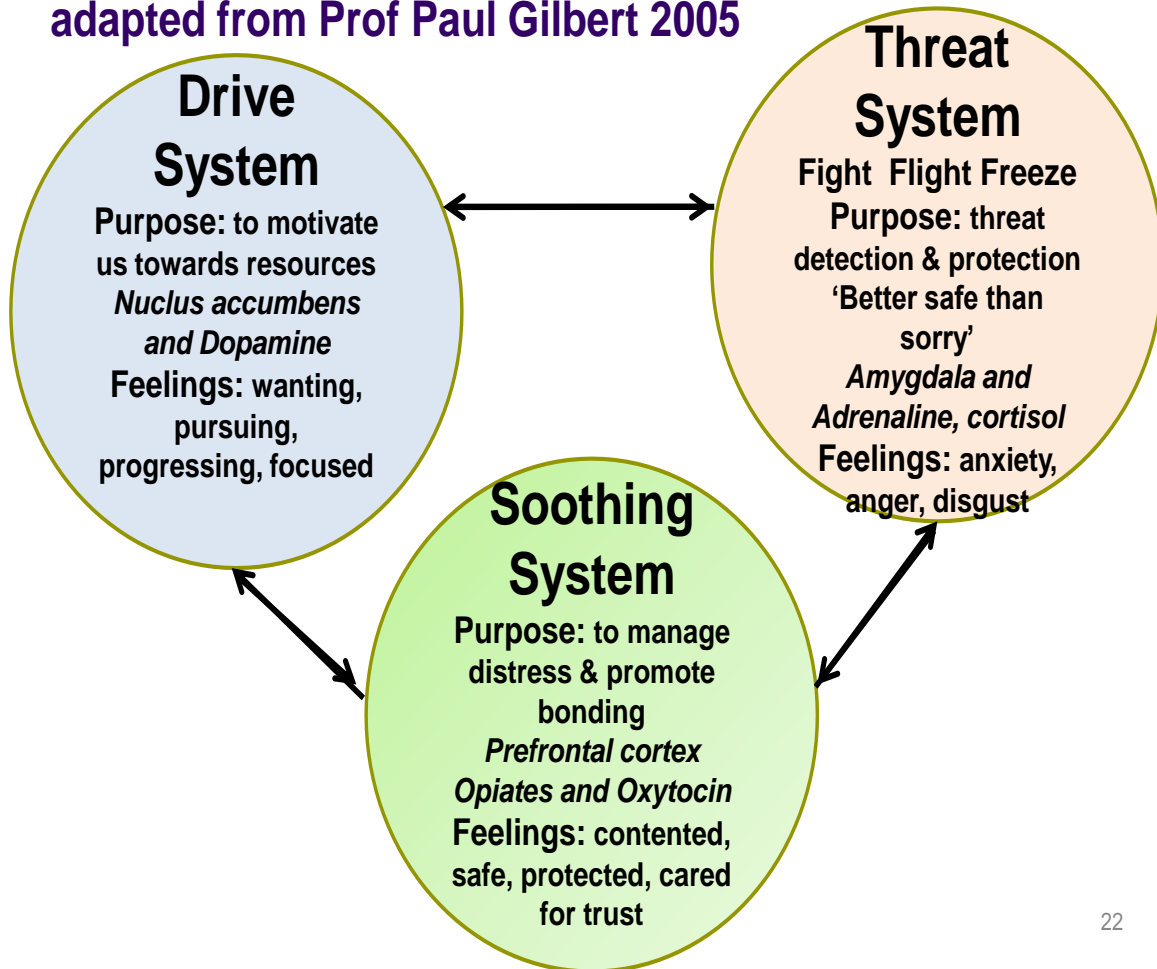 adapted from Prof Paul Gilbert 2005
Drive
System
Purpose: to motivate
us towards resources
Nuclus accumbens
and Dopamine
Feelings: wanting,
pursuing,
progressing, focused
Threat
System
Fight  Flight Freeze
Purpose: threat
detection & protection
‘Better safe than
sorry’
Amygdala and
Adrenaline, cortisol
Feelings: anxiety,
anger, disgust
Soothing
System
Purpose: to manage
distress & promote
bonding
Prefrontal cortex
Opiates and Oxytocin
Feelings: contented,
safe, protected, cared
for trust
22